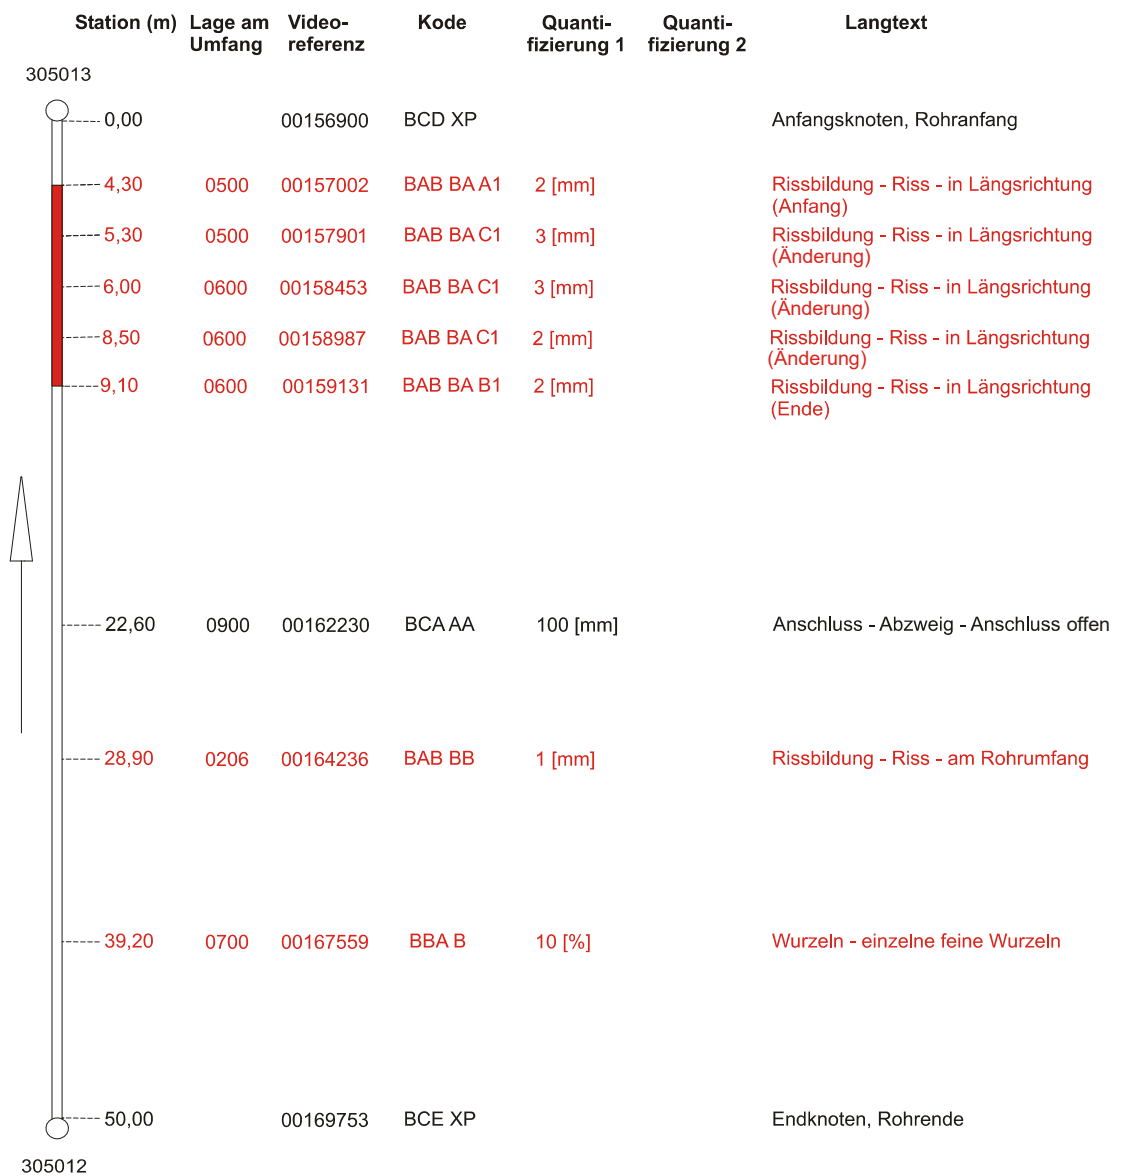 Station (m) Lage am Umfang Video-referenz Kode Quanti-fizierung 1 Quanti-fizierung 2 Langtext
305013
0,00 00156900 BCD XP Anfangsknoten, Rohranfang
4,30 0500 00157002 BAB BA A1 2 [mm] Rissbildung - Riss - in Längsrichtung
(Anfang)
5,30 0500 00157901 BAB BA C1 3 [mm] Rissbildung - Riss - in Längsrichtung
(Änderung)
6,00 0600 00158453 BAB BA C1 3 [mm] Rissbildung - Riss - in Längsrichtung
(Änderung)
8,50 0600 00158987 BAB BA C1 2 [mm] Rissbildung - Riss - in Längsrichtung
(Änderung)
9,10 0600 00159131 BAB BA B1 2 [mm] Rissbildung - Riss - in Längsrichtung
(Ende)
22,60 0900 00162230 BCA AA 100 [mm] Anschluss - Abzweig - Anschluss offen
28,90 0206 00164236 BAB BB 1 [mm] Rissbildung - Riss - am Rohrumfang
39,20 0700 00167559 BBA B 10 [%] Wurzeln - einzelne feine Wurzeln
50,00 00169753 BCE XP Endknoten, Rohrende
305012